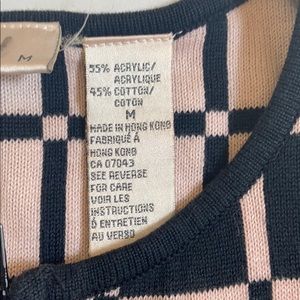 M
55% ACRYLIC/
ACRYLIQUE
45% COTTON/
COTON
M
MADE IN HONG KONG
FABRIQUÉ À
HONG KONG
CA 07043
SEE REVERSE
FOR CARE
VOIR LES
INSTRUCTIONS
D ENTRETIEN
AU VERSO